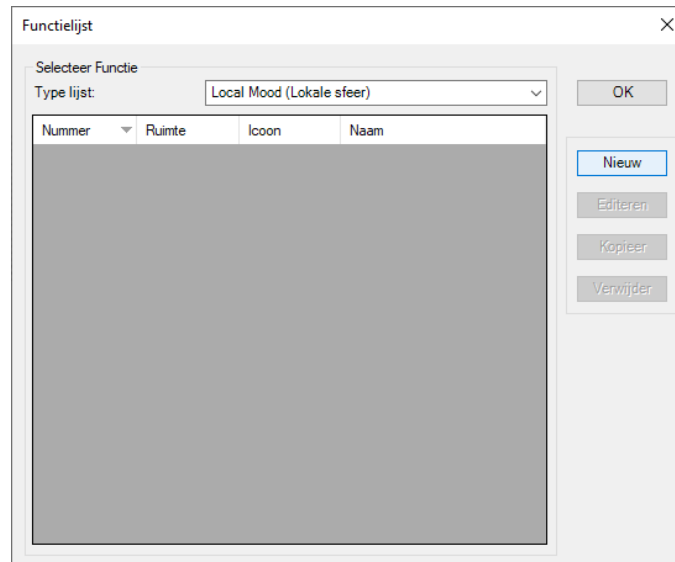 Functielijst
Selecteer Functie
Type lijst: Local Mood (Lokale sfeer) OK
Nummer Ruimte Icoon Naam
Nieuw
Editeren
Kopieer
Verwijder